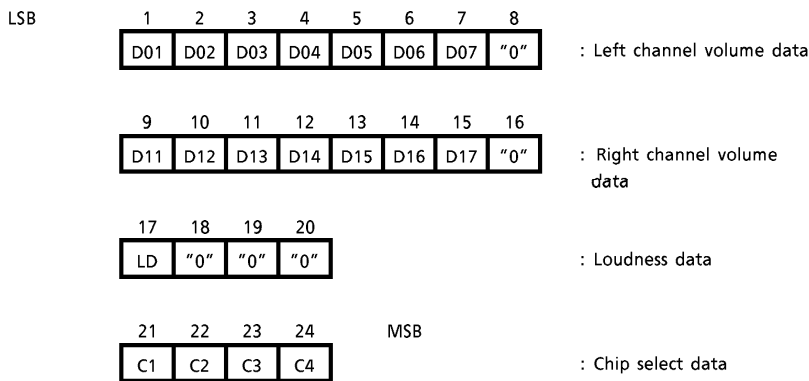 LSB 1 2 3 4 5 6 7 8
D01 D02 D03 D04 D05 D06 D07 "0" : Left channel volume data
9 10 11 12 13 14 15 16
D11 D12 D13 D14 D15 D16 D17 "0" : Right channel volume
data
17 18 19 20
LD "0" "0" "0" : Loudness data
21 22 23 24 MSB
C1 C2 C3 C4 : Chip select data